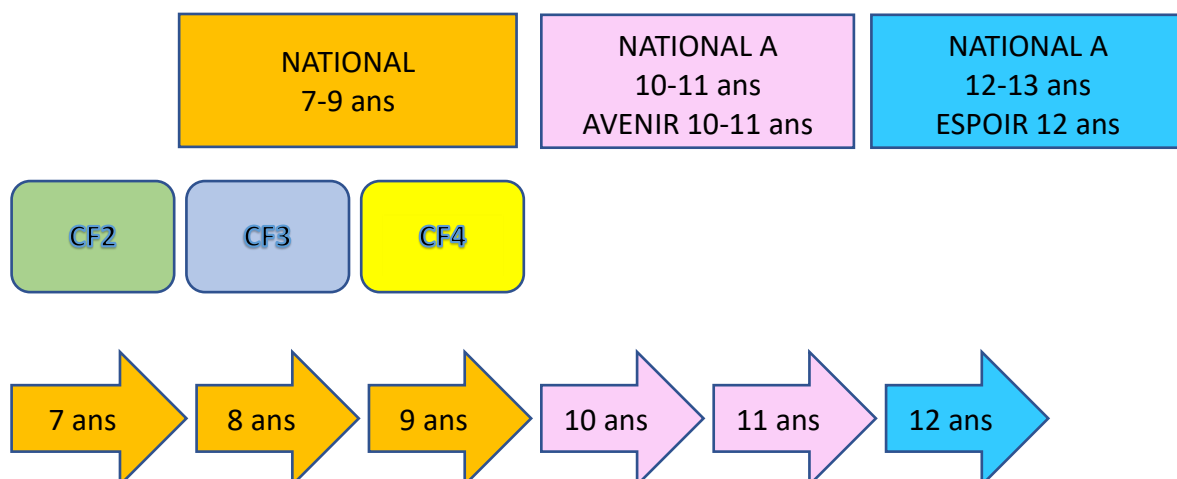 NATIONAL
7-9 ans
NATIONAL A
10-11 ans
AVENIR 10-11 ans
NATIONAL A
12-13 ans
ESPOIR 12 ans
CF2
CF3
CF4
7 ans
8 ans
9 ans
10 ans
11 ans
12 ans